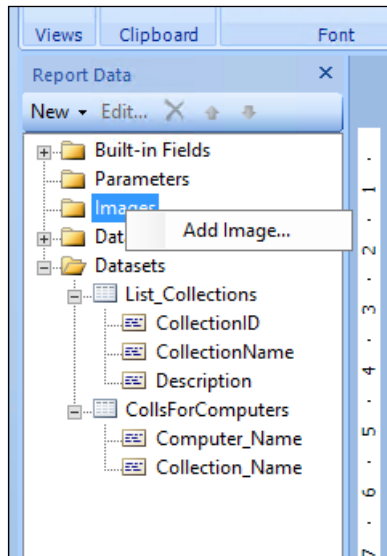 Views Clipboard Font
Report Data
New Edit...
Built-in Fields
Parameters
Images
Add Image...
Dat
Datasets
List_Collections
CollectionID
CollectionName
Description
CollsForComputers
Computer_Name
Collection_Name
1
2
3
4
5
6
7